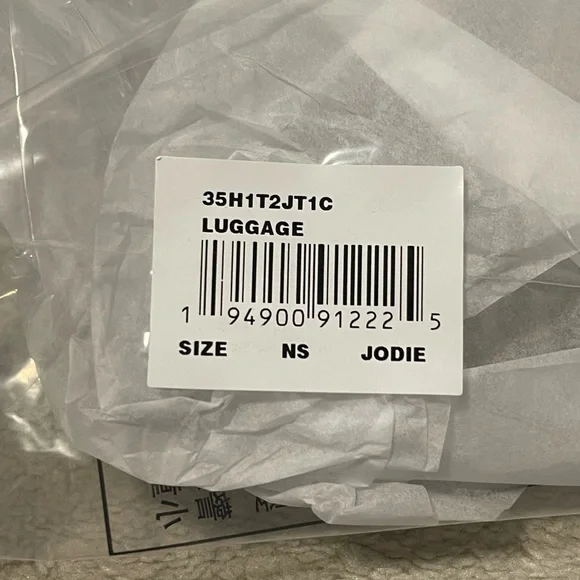 35H1T2JT1C
LUGGAGE
1 94900 91222 5
SIZE NS JODIE